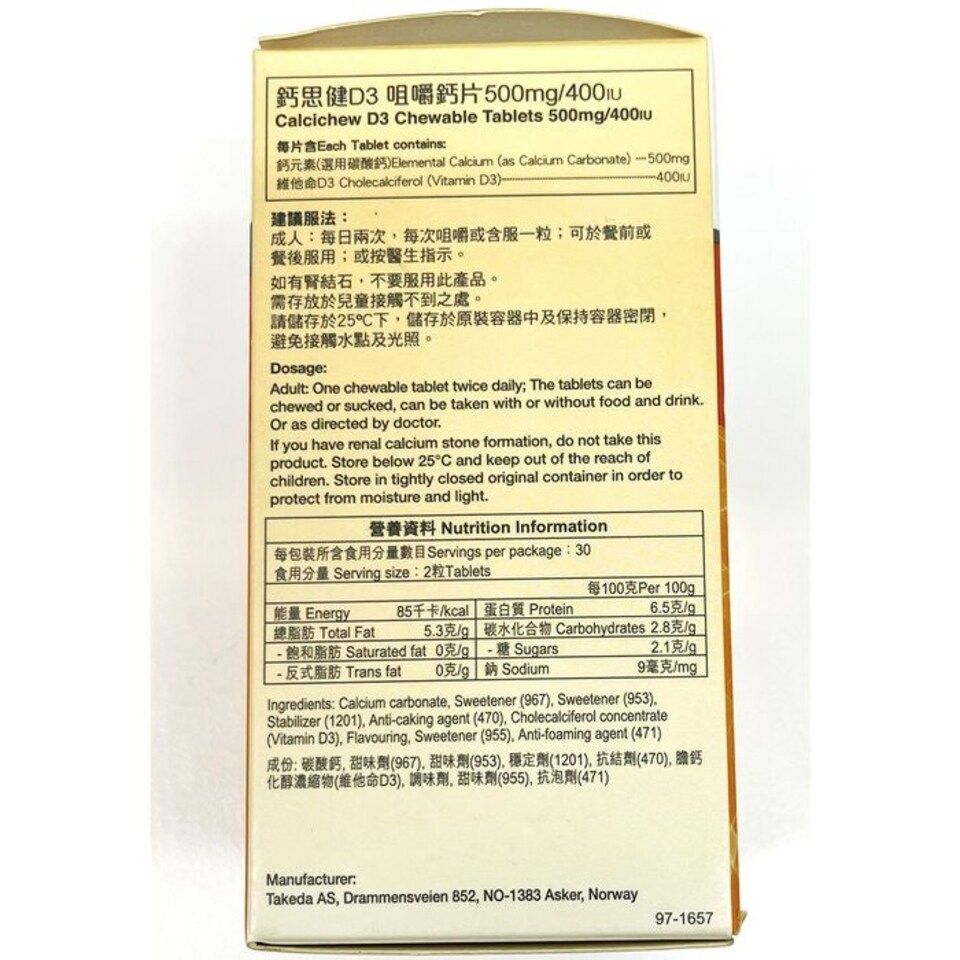 鈣思健D3 咀嚼鈣片500mg/400IU
Calcichew D3 Chewable Tablets 500mg/400IU
每片含Each Tablet contains:
鈣元素(選用碳酸鈣)Elemental Calcium (as Calcium Carbonate) ---500mg
維他命D3 Cholecalciferol (Vitamin D3)--------------------400IU
建議服法：
成人：每日兩次，每次咀嚼或含服一粒；可於餐前或
餐後服用；或按醫生指示。
如有腎結石，不要服用此產品。
需存放於兒童接觸不到之處。
請儲存於25℃下，儲存於原裝容器中及保持容器密閉，
避免接觸水點及光照。
Dosage:
Adult: One chewable tablet twice daily; The tablets can be
chewed or sucked, can be taken with or without food and drink.
Or as directed by doctor.
If you have renal calcium stone formation, do not take this
product. Store below 25°C and keep out of the reach of
children. Store in tightly closed original container in order to
protect from moisture and light.
營養資料 Nutrition Information
每包裝所含食用分量數目Servings per package：30
食用分量 Serving size：2粒Tablets
每100克Per 100g
能量 Energy 85千卡/kcal 蛋白質 Protein 6.5克/g
總脂肪 Total Fat 5.3克/g 碳水化合物 Carbohydrates 2.8克/g
- 飽和脂肪 Saturated fat 0克/g - 糖 Sugars 2.1克/g
- 反式脂肪 Trans fat 0克/g 鈉 Sodium 9毫克/mg
Ingredients: Calcium carbonate, Sweetener (967), Sweetener (953),
Stabilizer (1201), Anti-caking agent (470), Cholecalciferol concentrate
(Vitamin D3), Flavouring, Sweetener (955), Anti-foaming agent (471)
成份: 碳酸鈣, 甜味劑(967), 甜味劑(953), 穩定劑(1201), 抗結劑(470), 膽鈣
化醇濃縮物(維他命D3), 調味劑, 甜味劑(955), 抗泡劑(471)
Manufacturer:
Takeda AS, Drammensveien 852, NO-1383 Asker, Norway
97-1657